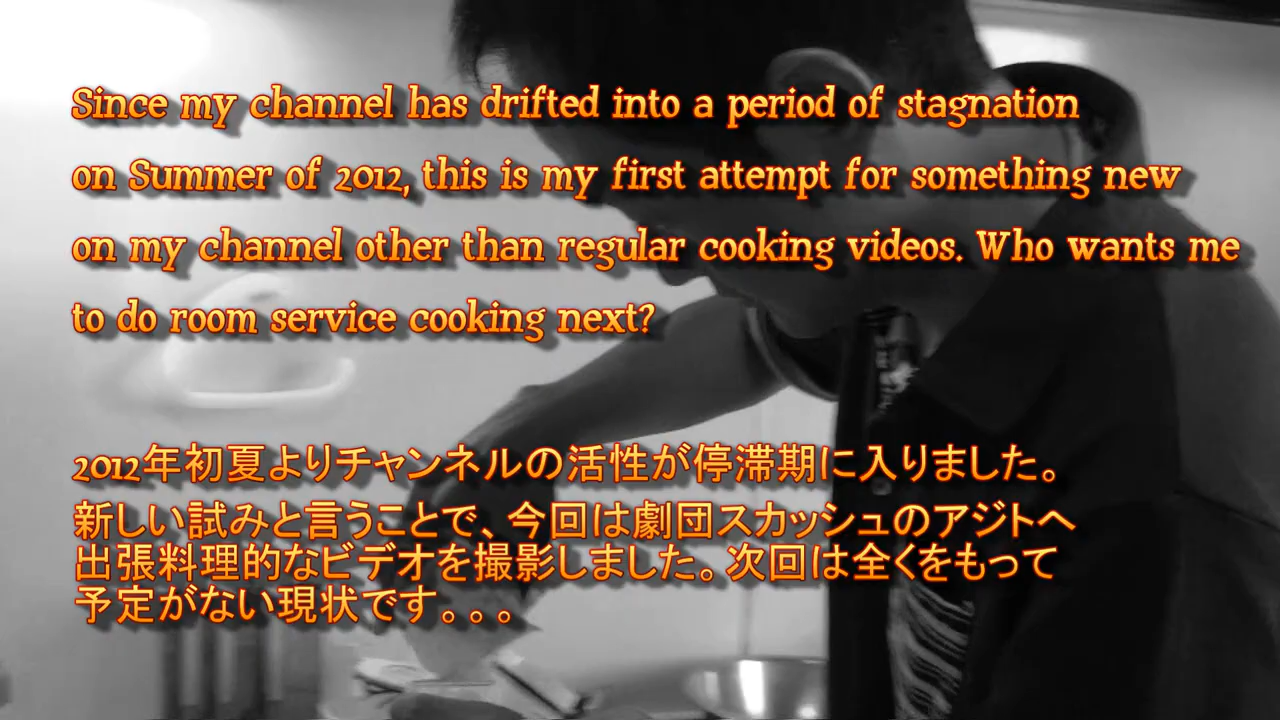 Since my channel has drifted into a period of stagnation
on Summer of 2012, this is my first attempt for something new
on my channel other than regular cooking videos. Who wants me
to do room service cooking next?
2012年初夏よりチャンネルの活性が停滞期に入りました。
新しい試みと言うことで、今回は劇団スカッシュのアジトへ
出張料理的なビデオを撮影しました。次回は全くをもって
予定がない現状です。。。